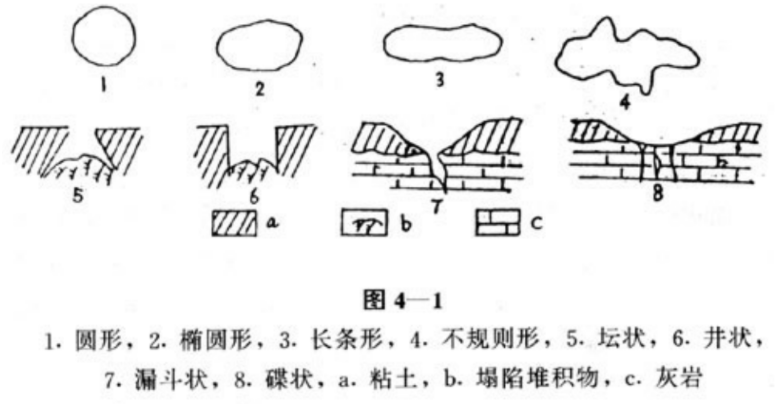 1 2 3 4
5 6 7 8
a b c
图 4—1
1. 圆形，2. 椭圆形，3. 长条形，4. 不规则形，5. 坛状，6. 井状，
7. 漏斗状，8. 碟状，a. 粘土，b. 塌陷堆积物，c. 灰岩